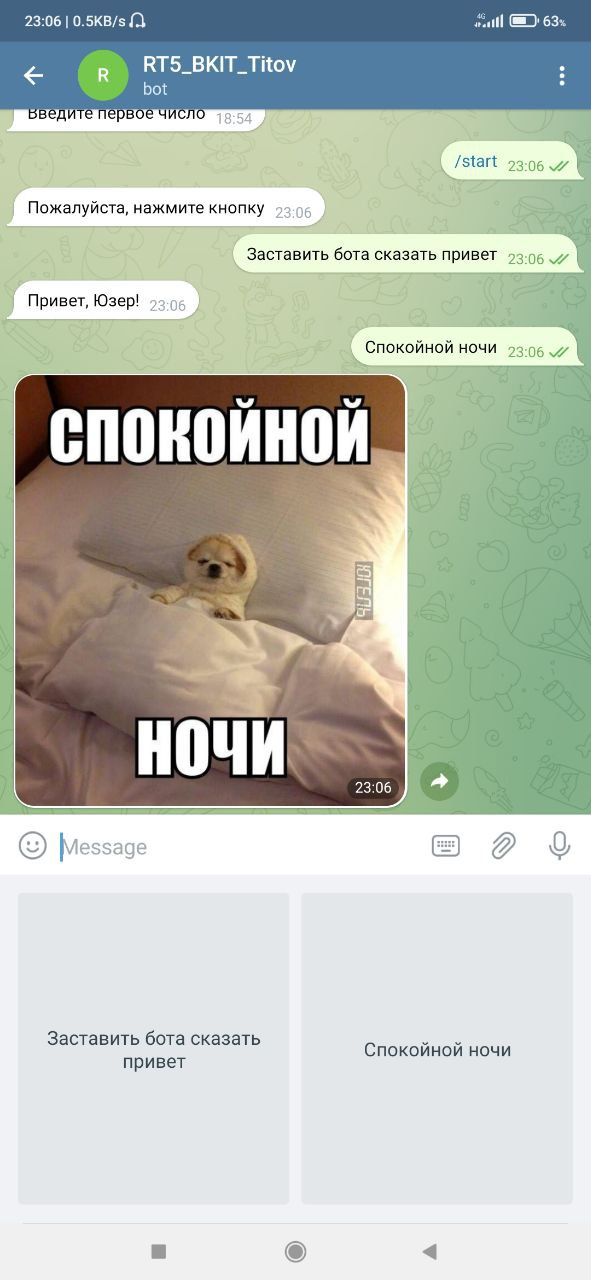 23:06 | 0.5KB/s
4G
63%
R
RT5_BKIT_Titov
bot
Введите первое число 18:54
/start 23:06
Пожалуйста, нажмите кнопку 23:06
Заставить бота сказать привет 23:06
Привет, Юзер! 23:06
Спокойной ночи 23:06
СПОКОЙНОЙ
ЮГЕЛЬ
НОЧИ
23:06
Message
Заставить бота сказать
привет
Спокойной ночи